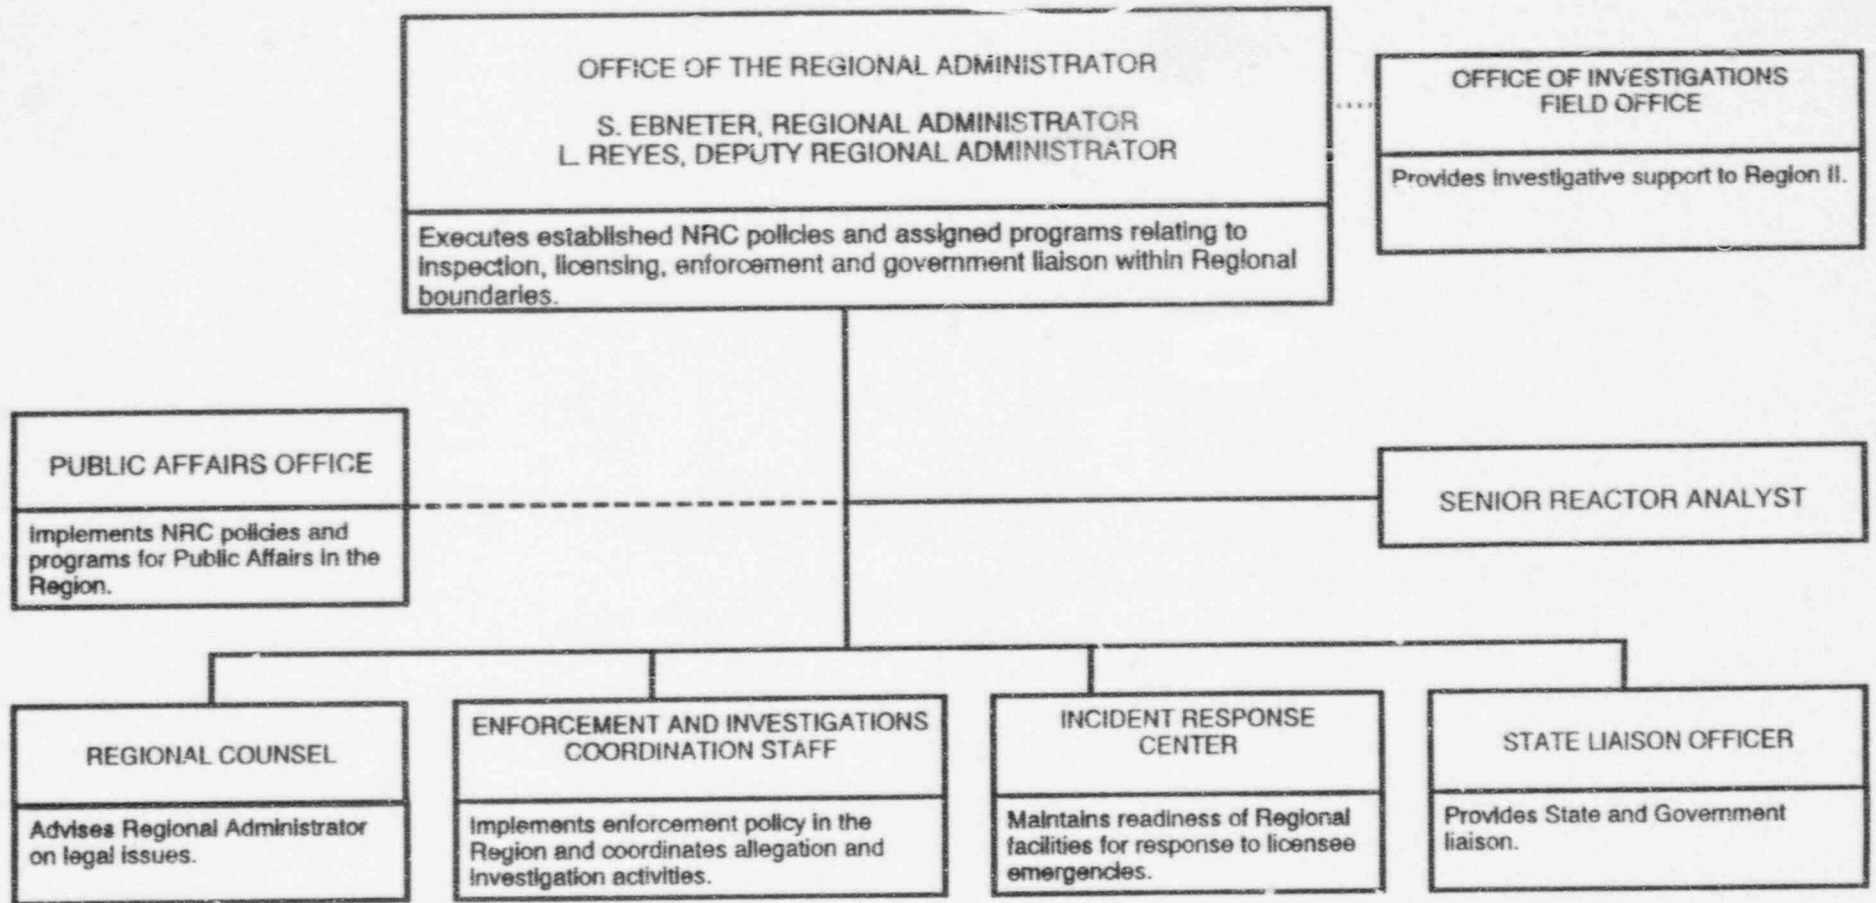 OFFICE OF THE REGIONAL ADMINISTRATOR
S. EBNETER, REGIONAL ADMINISTRATOR
L. REYES, DEPUTY REGIONAL ADMINISTRATOR
Executes established NRC policies and assigned programs relating to
inspection, licensing, enforcement and government liaison within Regional
boundaries.
OFFICE OF INVESTIGATIONS
FIELD OFFICE
Provides investigative support to Region II.
PUBLIC AFFAIRS OFFICE
Implements NRC policies and
programs for Public Affairs in the
Region.
SENIOR REACTOR ANALYST
REGIONAL COUNSEL
Advises Regional Administrator
on legal issues.
ENFORCEMENT AND INVESTIGATIONS
COORDINATION STAFF
Implements enforcement policy in the
Region and coordinates allegation and
investigation activities.
INCIDENT RESPONSE
CENTER
Maintains readiness of Regional
facilities for response to licensee
emergencies.
STATE LIAISON OFFICER
Provides State and Government
liaison.